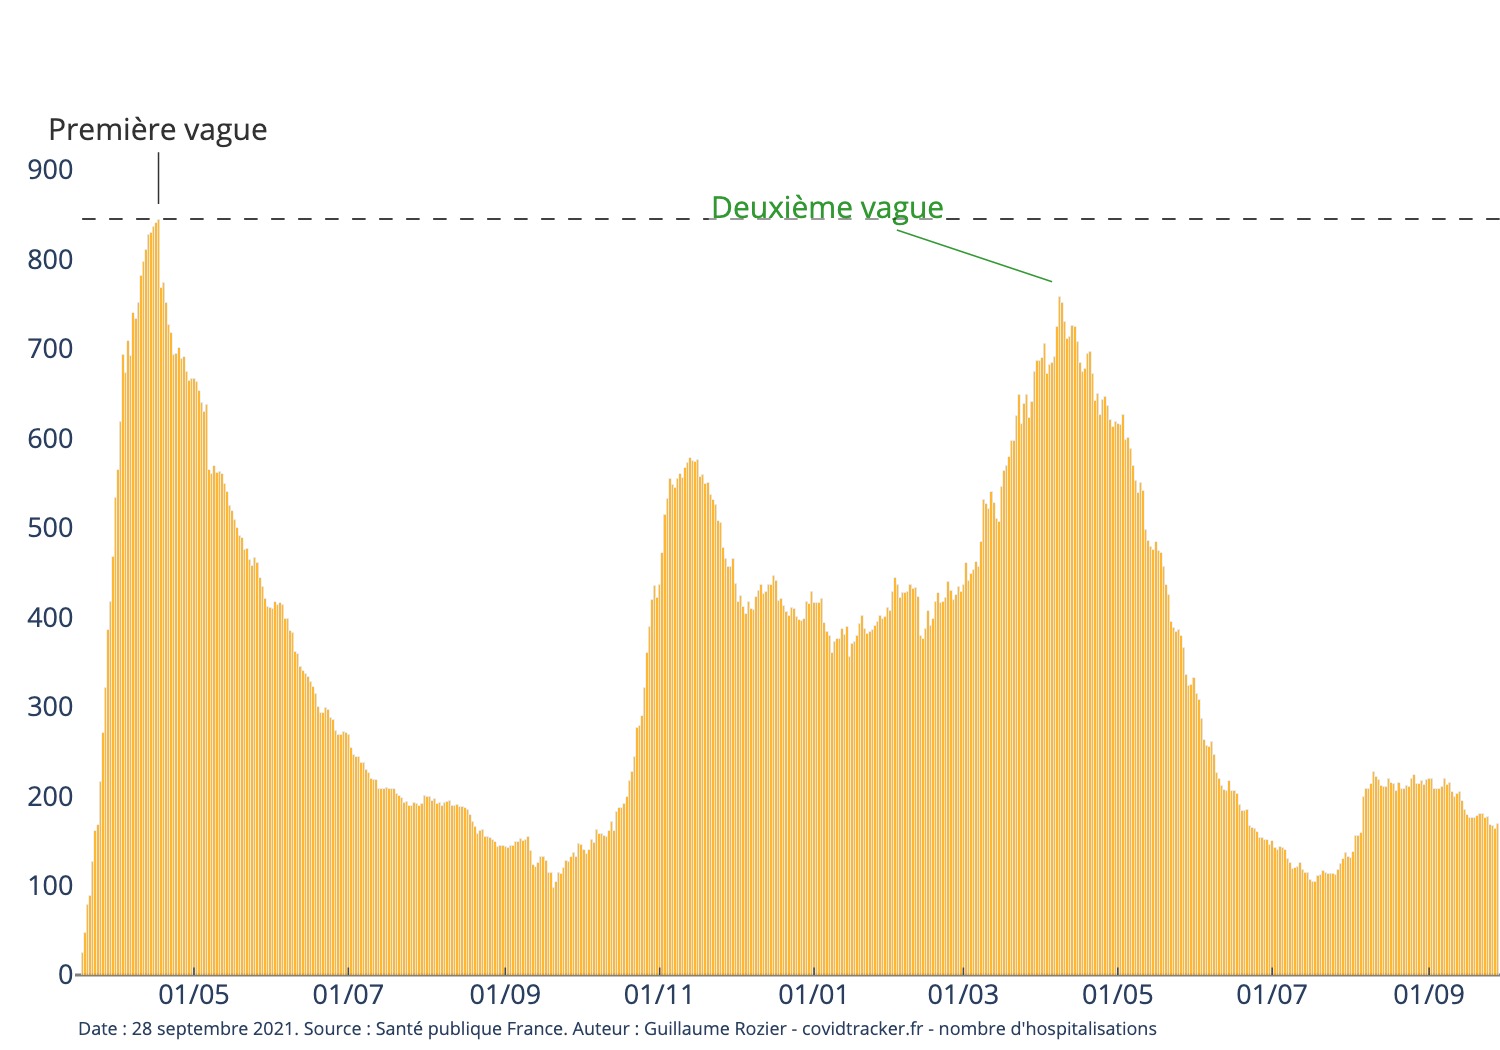 Première vague
900
Deuxième vague
800
700
600
500
400
300
200
100
0
01/05 01/07 01/09 01/11 01/01 01/03 01/05 01/07 01/09
Date : 28 septembre 2021. Source : Santé publique France. Auteur : Guillaume Rozier - covidtracker.fr - nombre d'hospitalisations